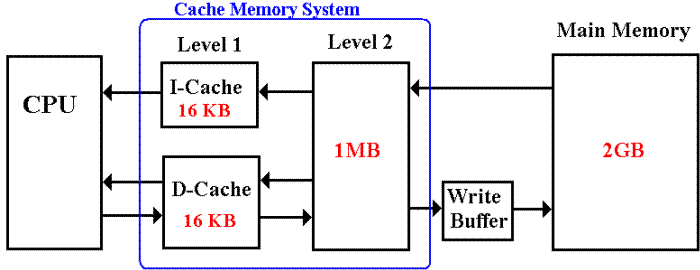 Cache Memory System
Level 1
Level 2
Main Memory
CPU
I-Cache
16 KB
D-Cache
16 KB
1MB
Write
Buffer
2GB